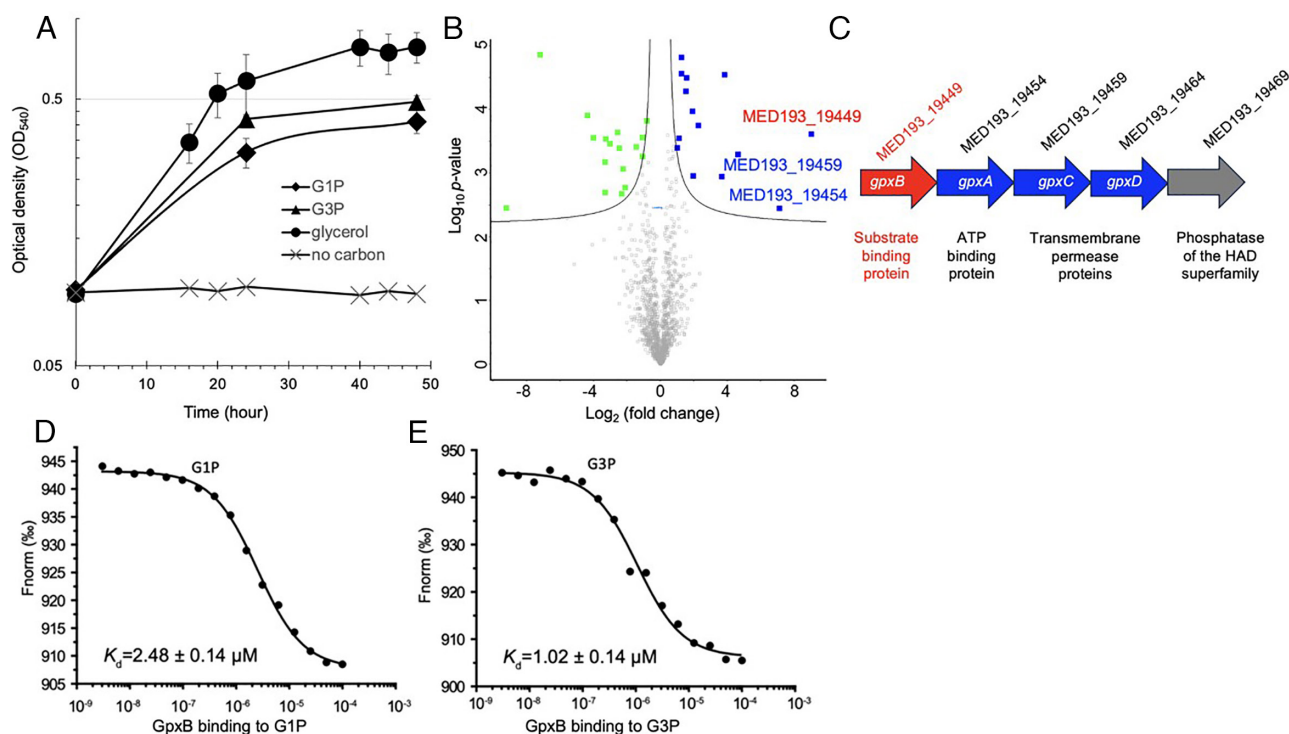 A
Optical density (OD540)
0.5
0.05
0
10
20
30
40
50
Time (hour)
G1P
G3P
glycerol
no carbon
B
Log10 p-value
5
4
3
2
1
0
-8
-4
0
4
8
Log2 (fold change)
MED193_19449
MED193_19459
MED193_19454
C
MED193_19449
MED193_19454
MED193_19459
MED193_19464
MED193_19469
gpxB
gpxA
gpxC
gpxD
Substrate
binding
protein
ATP
binding
protein
Transmembrane
permease
proteins
Phosphatase
of the HAD
superfamily
D
Fnorm (‰)
945
940
935
930
925
920
915
910
905
G1P
Kd=2.48 ± 0.14 µM
10-9
10-8
10-7
10-6
10-5
10-4
10-3
GpxB binding to G1P
E
Fnorm (‰)
950
940
930
920
910
900
G3P
Kd=1.02 ± 0.14 µM
10-9
10-8
10-7
10-6
10-5
10-4
10-3
GpxB binding to G3P